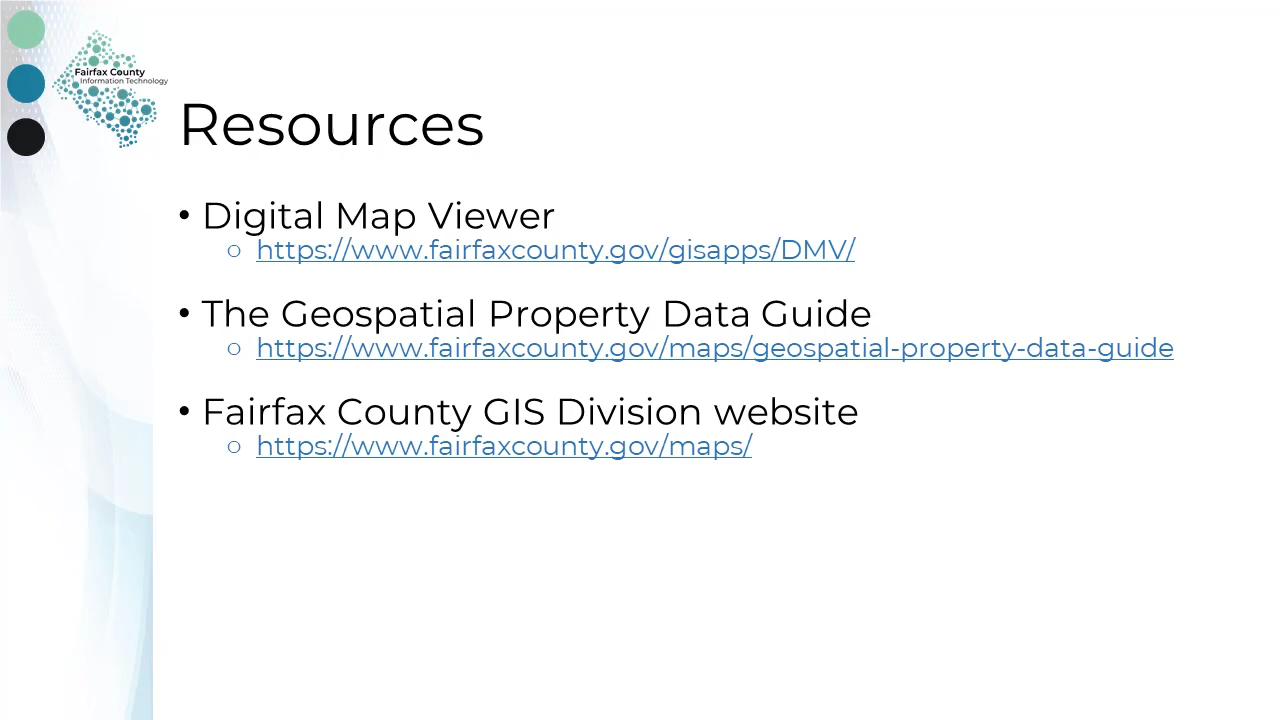 Fairfax County
Information Technology
Resources
• Digital Map Viewer
○ https://www.fairfaxcounty.gov/gisapps/DMV/
• The Geospatial Property Data Guide
○ https://www.fairfaxcounty.gov/maps/geospatial-property-data-guide
• Fairfax County GIS Division website
○ https://www.fairfaxcounty.gov/maps/